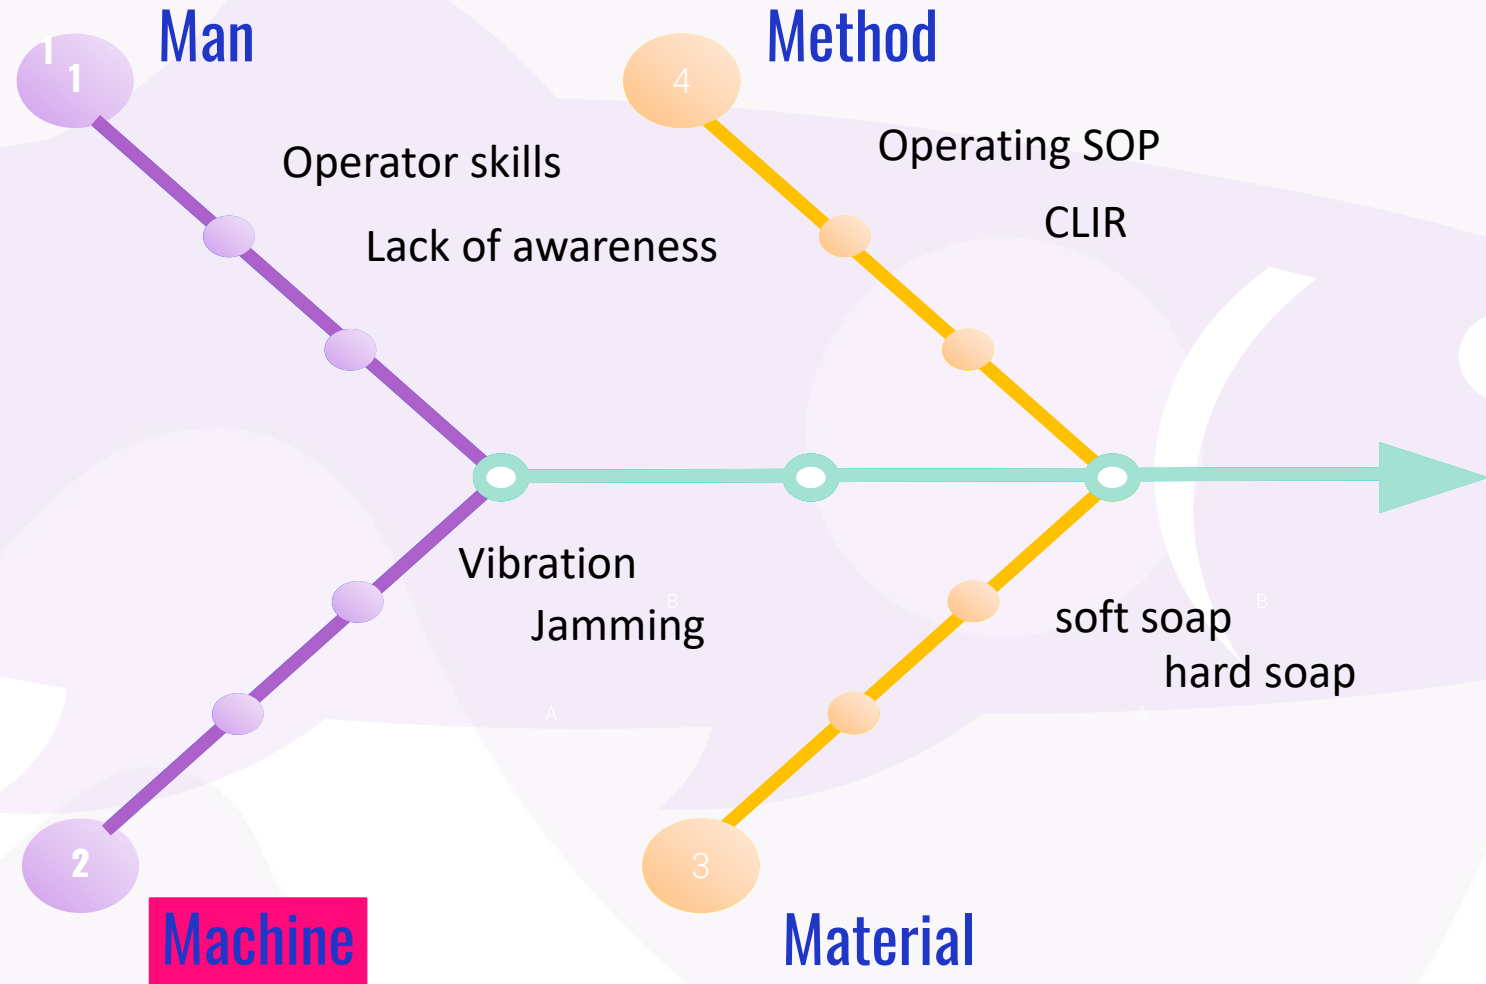 Man
1
1
Operator skills
Lack of awareness
Method
4
Operating SOP
CLIR
Vibration
B
Jamming
A
2
Machine
soft soap
B
hard soap
A
3
Material